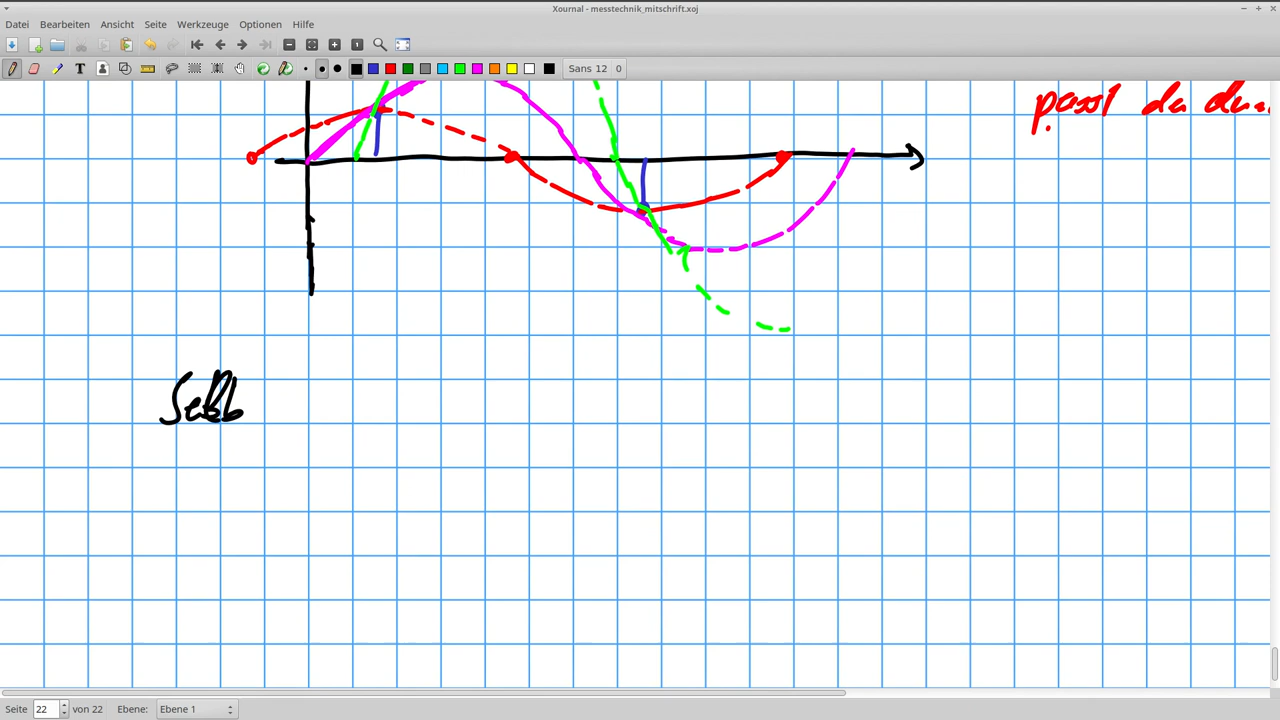 Xournal - messtechnik_mitschrift.xoj
Datei Bearbeiten Ansicht Seite Werkzeuge Optionen Hilfe
Sans 12 0
passt da
Selb
Seite 22 von 22 Ebene: Ebene 1